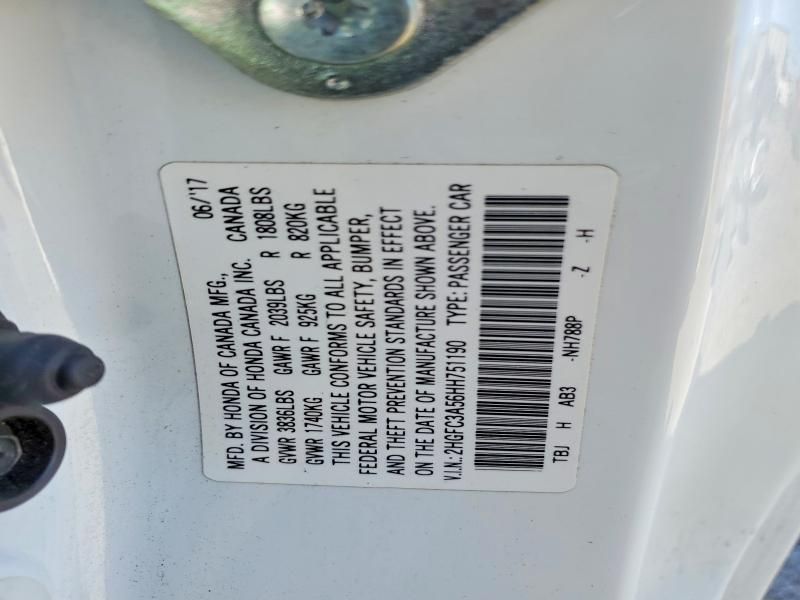 MFD. BY HONDA OF CANADA MFG., 06/'17
A DIVISION OF HONDA CANADA INC. CANADA
GVWR 3836LBS GAWR F 2039LBS R 1808LBS
GVWR 1740KG GAWR F 925KG R 820KG
THIS VEHICLE CONFORMS TO ALL APPLICABLE
FEDERAL MOTOR VEHICLE SAFETY, BUMPER,
AND THEFT PREVENTION STANDARDS IN EFFECT
ON THE DATE OF MANUFACTURE SHOWN ABOVE.
V.I.N.: 2HGFC3A56HH751190 TYPE: PASSENGER CAR
TBJ H AB3 -NH788P -Z -H